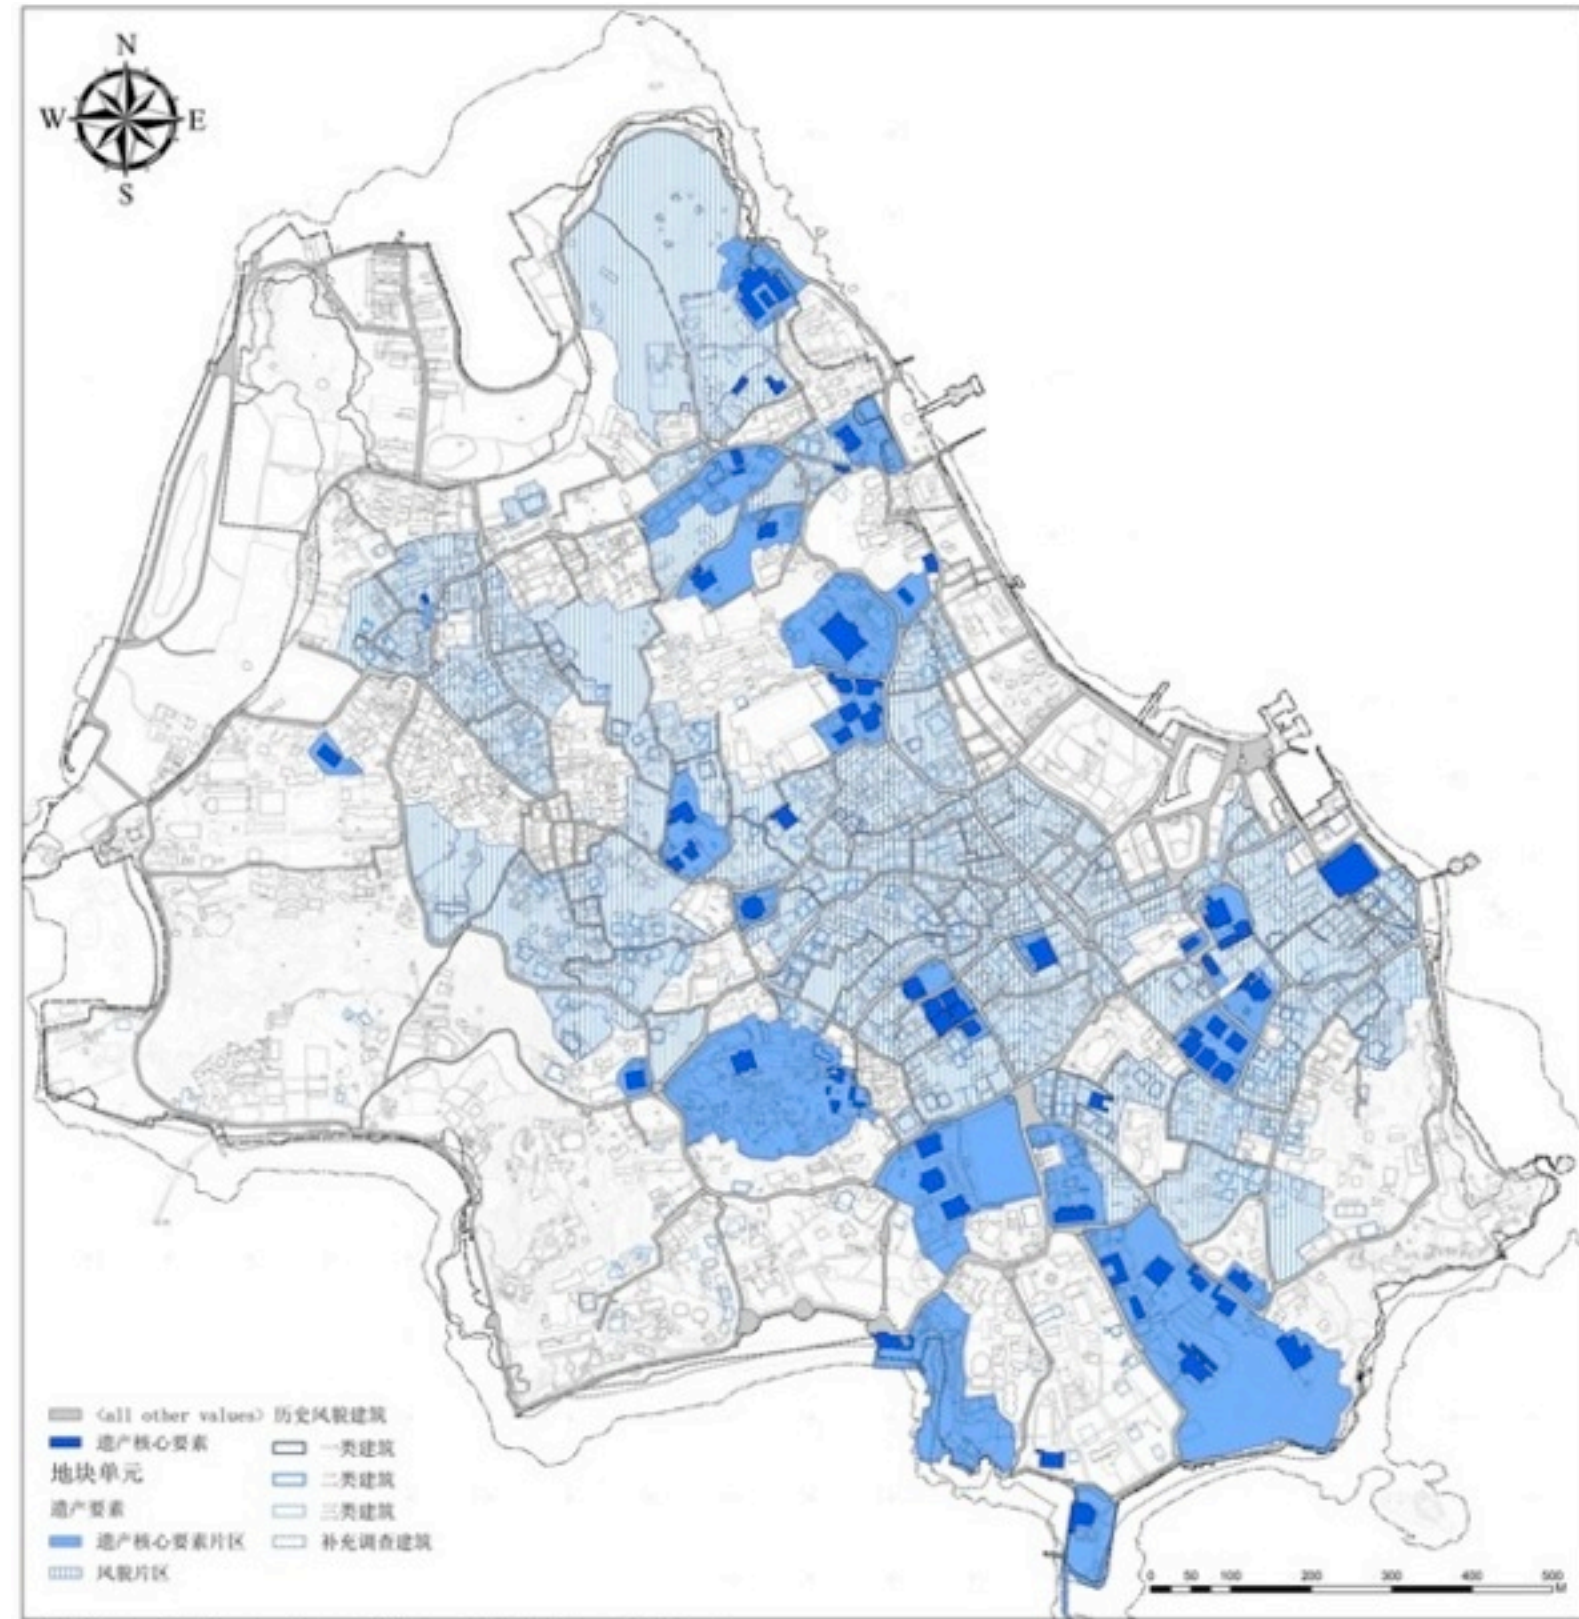 N
W E
S
<all other values> 历史风貌建筑
遗产核心要素 一类建筑
地块单元
二类建筑
遗产要素
三类建筑
遗产核心要素片区 补充调查建筑
风貌片区
0 50 100 200 300 400 500
M